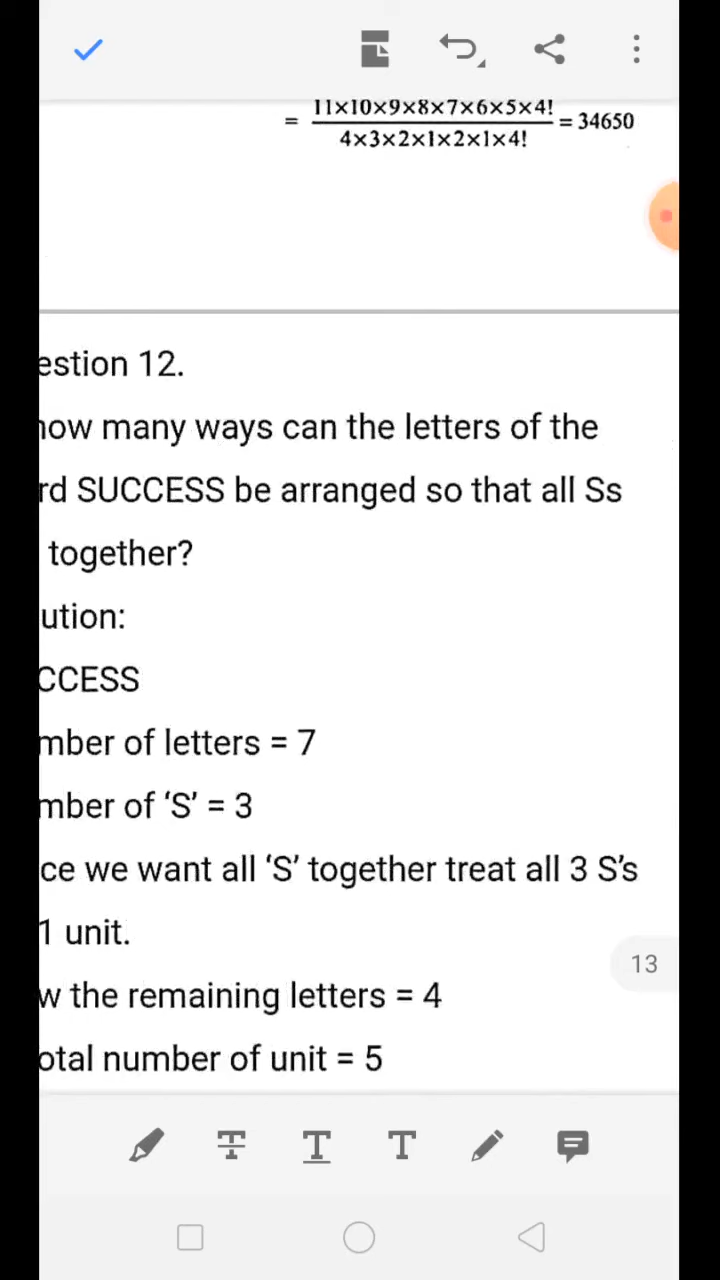 = 11×10×9×8×7×6×5×4! / 4×3×2×1×2×1×4! = 34650
estion 12.
how many ways can the letters of the
rd SUCCESS be arranged so that all Ss
together?
ution:
CCESS
mber of letters = 7
mber of ‘S’ = 3
ce we want all ‘S’ together treat all 3 S’s
1 unit.
13
w the remaining letters = 4
otal number of unit = 5
T T T